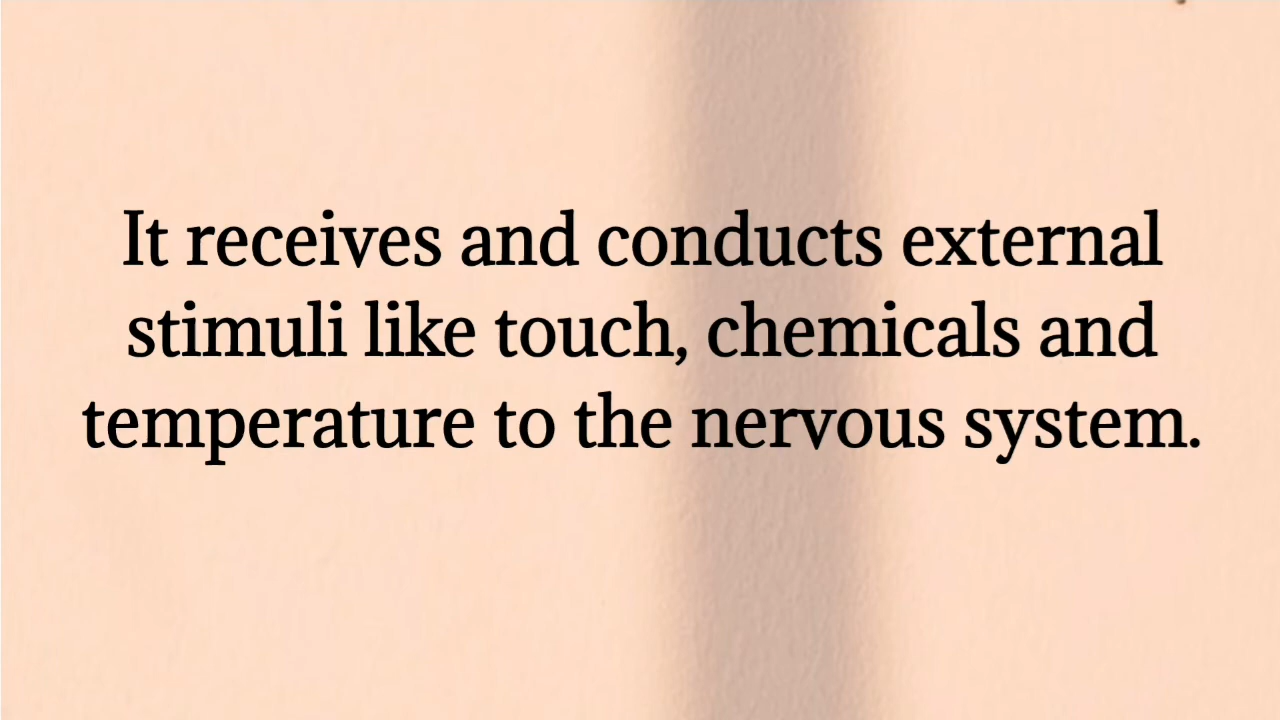 It receives and conducts external
stimuli like touch, chemicals and
temperature to the nervous system.